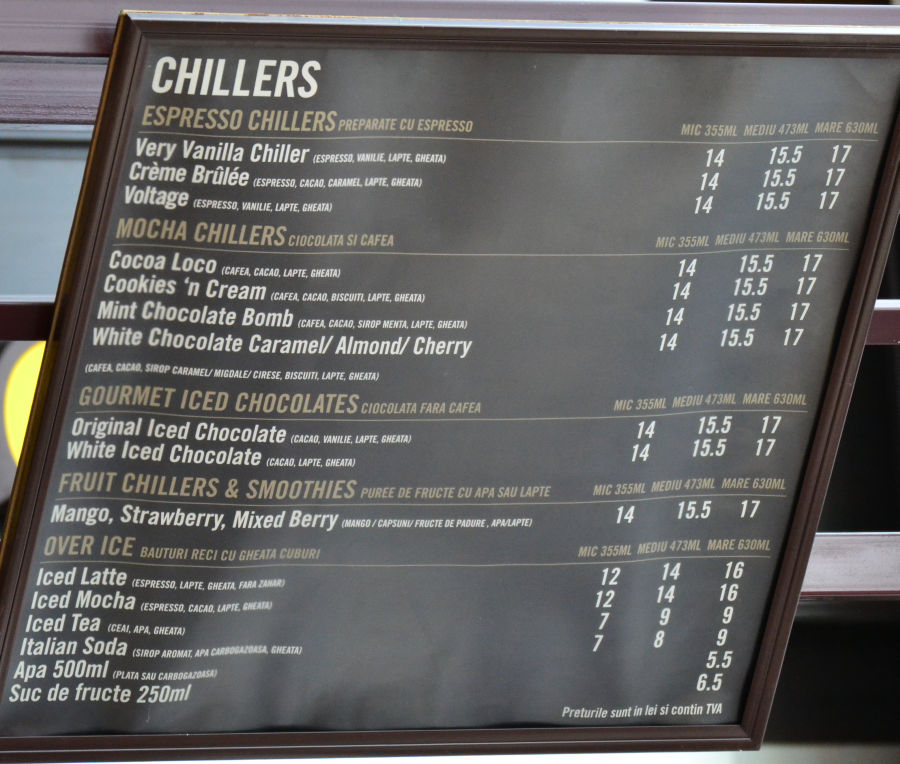 CHILLERS
ESPRESSO CHILLERS PREPARATE CU ESPRESSO MIC 355ML MEDIU 473ML MARE 630ML
Very Vanilla Chiller (ESPRESSO, VANILIE, LAPTE, GHEATA) 14 15.5 17
Crème Brûlée (ESPRESSO, CACAO, CARAMEL, LAPTE, GHEATA) 14 15.5 17
Voltage (ESPRESSO, VANILIE, LAPTE, GHEATA) 14 15.5 17
MOCHA CHILLERS CIOCOLATA SI CAFEA MIC 355ML MEDIU 473ML MARE 630ML
Cocoa Loco (CAFEA, CACAO, LAPTE, GHEATA) 14 15.5 17
Cookies ‘n Cream (CAFEA, CACAO, BISCUITI, LAPTE, GHEATA) 14 15.5 17
Mint Chocolate Bomb (CAFEA, CACAO, SIROP MENTA, LAPTE, GHEATA) 14 15.5 17
White Chocolate Caramel/ Almond/ Cherry 14 15.5 17
(CAFEA, CACAO, SIROP CARAMEL/ MIGDALE/ CIRESE, BISCUITI, LAPTE, GHEATA)
GOURMET ICED CHOCOLATES CIOCOLATA FARA CAFEA MIC 355ML MEDIU 473ML MARE 630ML
Original Iced Chocolate (CACAO, VANILIE, LAPTE, GHEATA) 14 15.5 17
White Iced Chocolate (CACAO, LAPTE, GHEATA) 14 15.5 17
FRUIT CHILLERS & SMOOTHIES PUREE DE FRUCTE CU APA SAU LAPTE MIC 355ML MEDIU 473ML MARE 630ML
Mango, Strawberry, Mixed Berry (MANGO / CAPSUNI/ FRUCTE DE PADURE , APA/LAPTE) 14 15.5 17
OVER ICE BAUTURI RECI CU GHEATA CUBURI MIC 355ML MEDIU 473ML MARE 630ML
Iced Latte (ESPRESSO, LAPTE, GHEATA, FARA ZAHAR) 12 14 16
Iced Mocha (ESPRESSO, CACAO, LAPTE, GHEATA) 12 14 16
Iced Tea (CEAI, APA, GHEATA) 7 9 9
Italian Soda (SIROP AROMAT, APA CARBOGAZOASA, GHEATA) 7 8 9
Apa 500ml (PLATA SAU CARBOGAZOASA) 5.5
Suc de fructe 250ml 6.5
Preturile sunt in lei si contin TVA